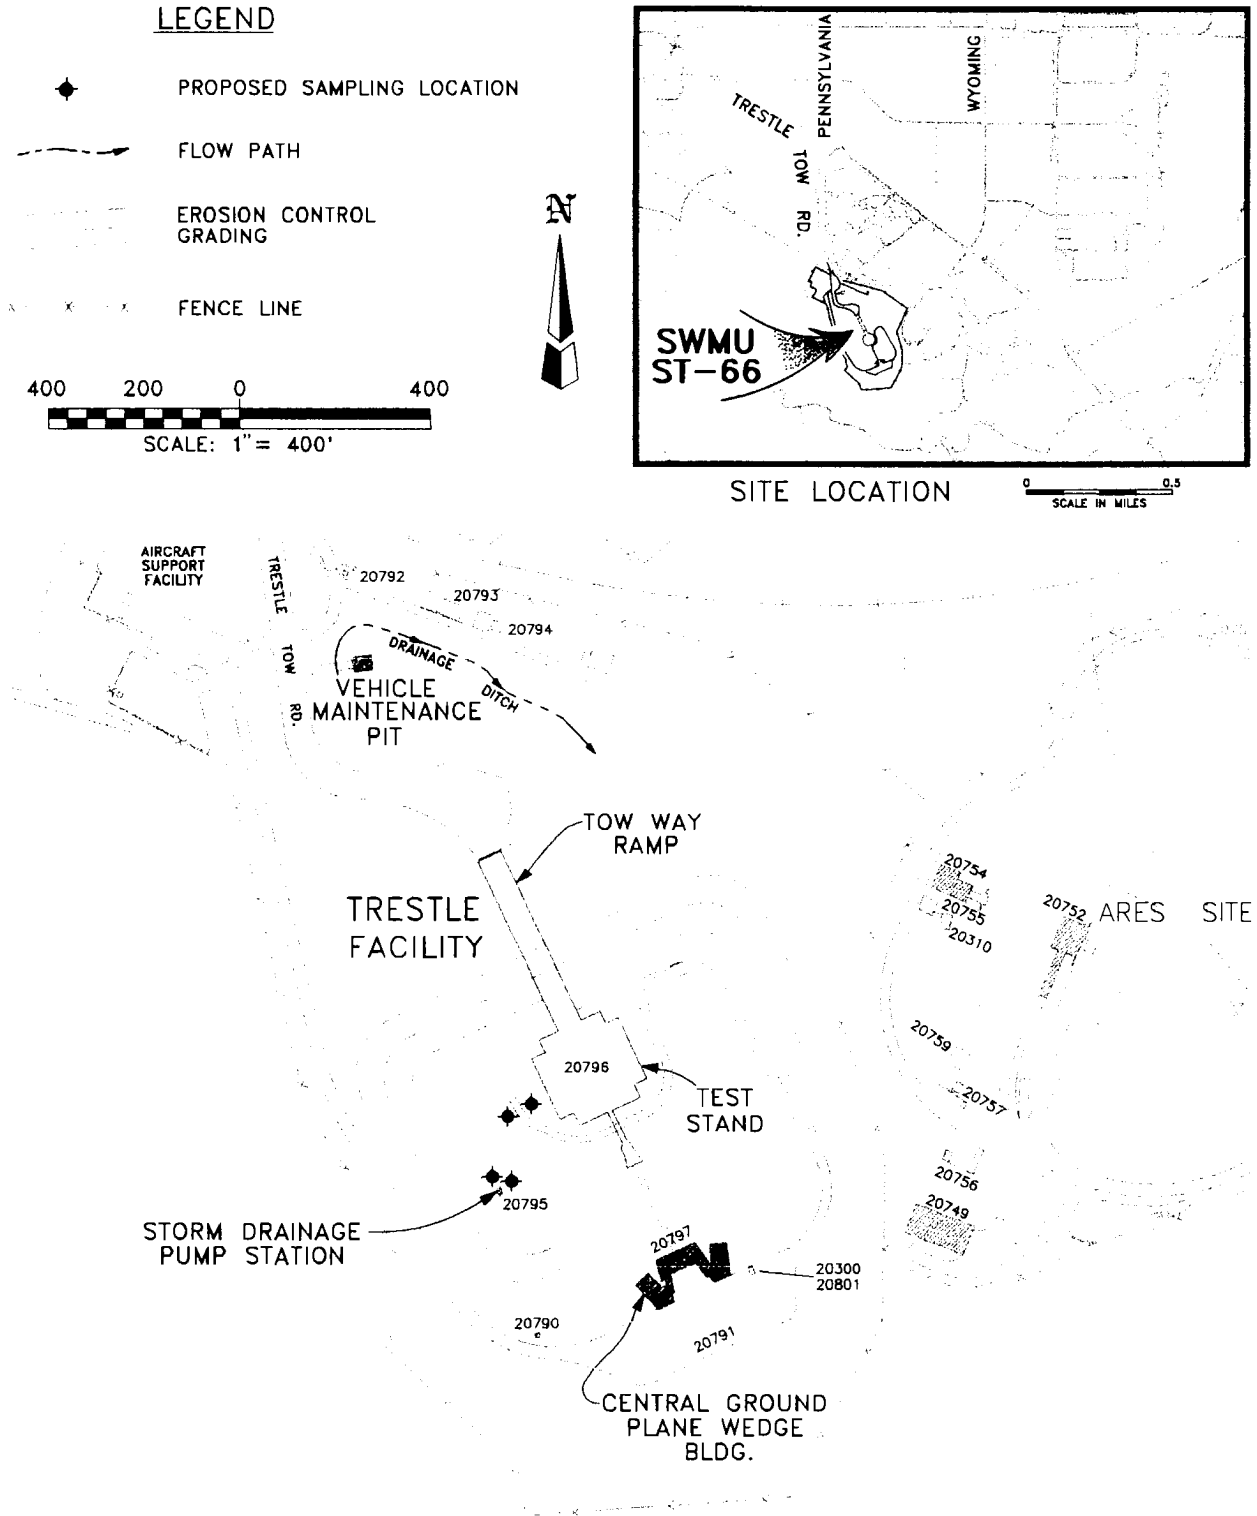 LEGEND
PROPOSED SAMPLING LOCATION
FLOW PATH
EROSION CONTROL
GRADING
FENCE LINE
N
400 200 0 400
SCALE: 1" = 400'
PENNSYLVANIA
WYOMING
TRESTLE
TOW
RD.
SWMU
ST-66
SITE LOCATION
0 0.5
SCALE IN MILES
AIRCRAFT
SUPPORT
FACILITY
TRESTLE
TOW
RD.
20792
20793
20794
DRAINAGE
DITCH
VEHICLE
MAINTENANCE
PIT
TOW WAY
RAMP
TRESTLE
FACILITY
20754
20755
20310
20752
ARES SITE
20796
20759
TEST
STAND
20757
20756
20749
20795
STORM DRAINAGE
PUMP STATION
20797
20300
20801
20790
20791
CENTRAL GROUND
PLANE WEDGE
BLDG.